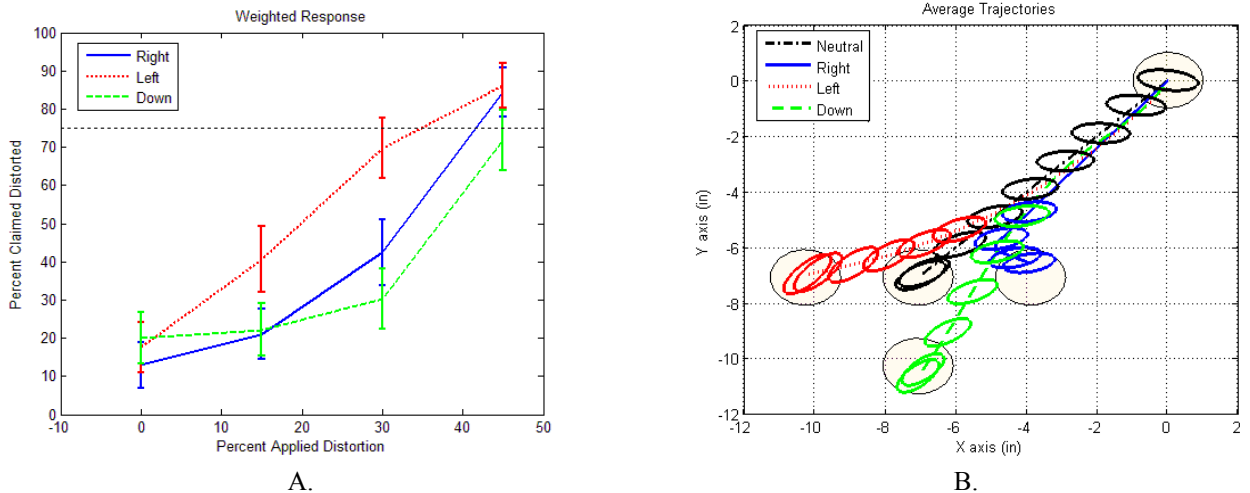 Weighted Response
100
90
80
70
60
50
40
30
20
10
0
Percent Claimed Distorted
Right
Left
Down
-10 0 10 20 30 40 50
Percent Applied Distortion
A.
Average Trajectories
2
0
-2
-4
-6
-8
-10
-12
Y axis (in)
Neutral
Right
Left
Down
-12 -10 -8 -6 -4 -2 0 2
X axis (in)
B.